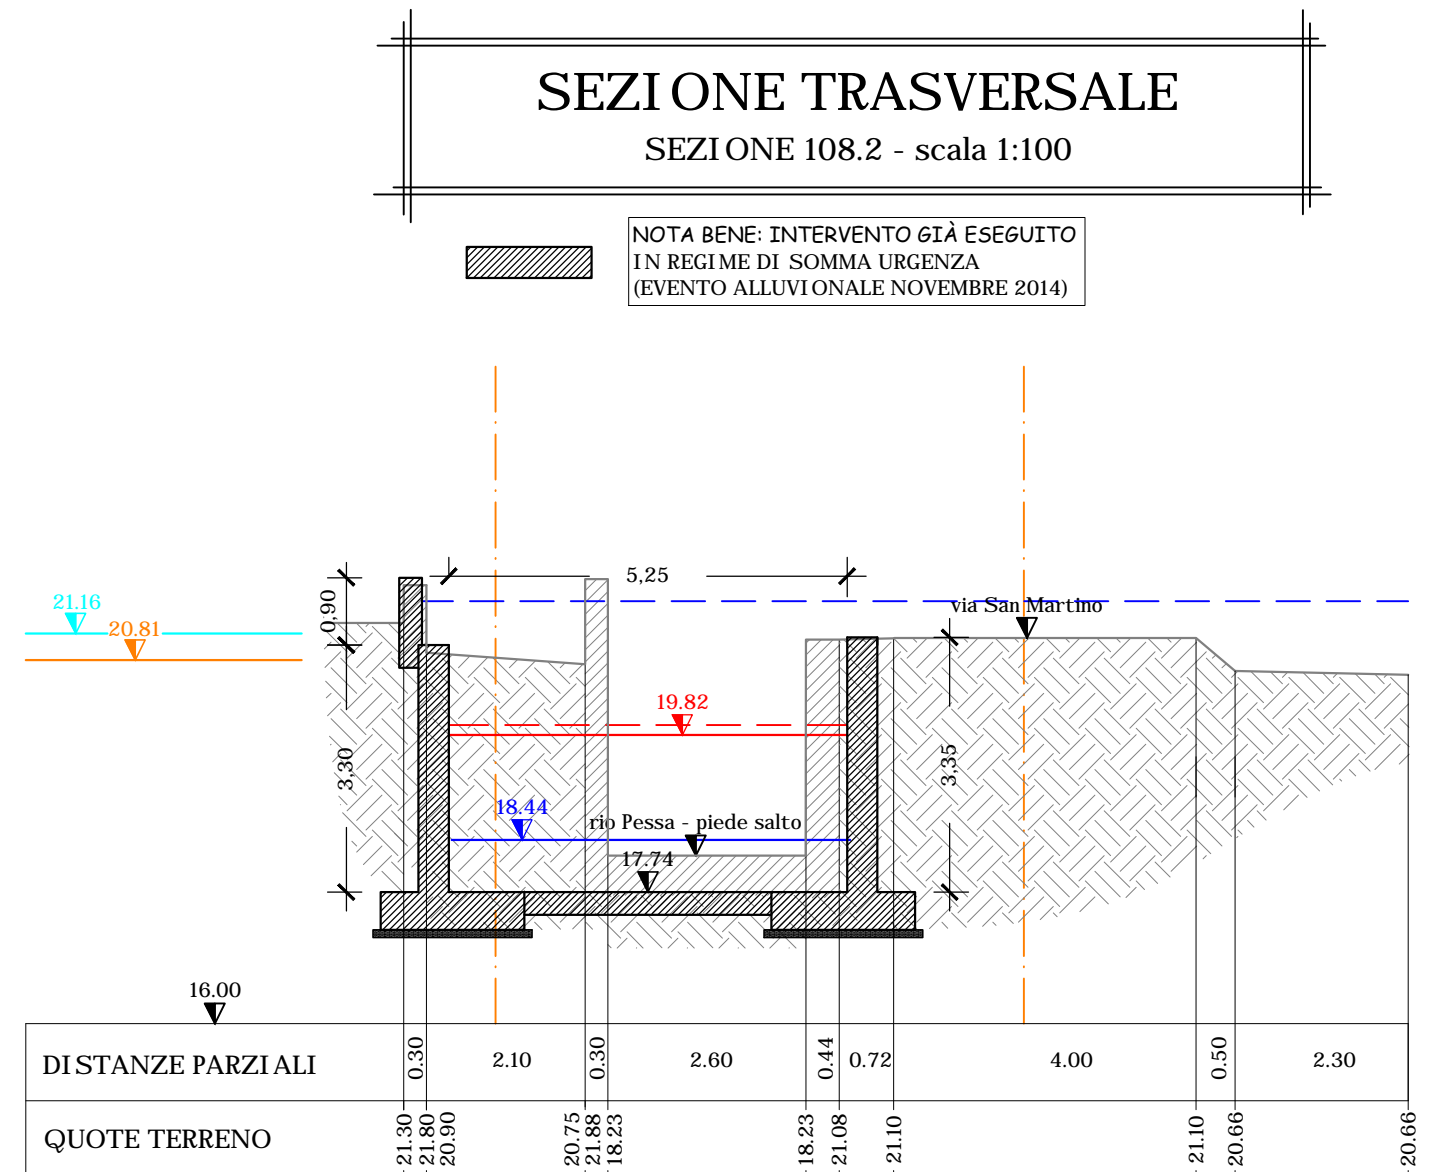 SEZIONE TRASVERSALE
SEZIONE 108.2 - scala 1:100
NOTA BENE: INTERVENTO GIÀ ESEGUITO
IN REGIME DI SOMMA URGENZA
(EVENTO ALLUVIONALE NOVEMBRE 2014)
5,25
0,90
21.16
20.81
via San Martino
19.82
3,30
3,35
18.44
rio Pessa - piede salto
17.74
16.00
DISTANZE PARZIALI 0.30 2.10 0.30 2.60 0.44 0.72 4.00 0.50 2.30
QUOTE TERRENO 21.30 21.80 20.90 20.75 21.88 18.23 18.23 21.08 21.10 21.10 20.66 20.66